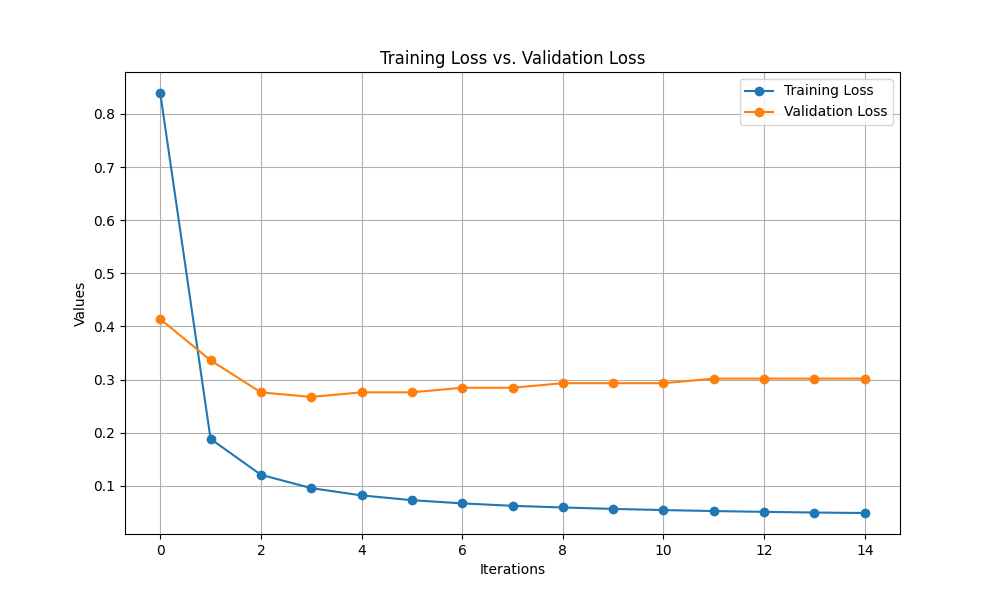 Training Loss vs. Validation Loss
Training Loss
Validation Loss
Values
0.8
0.7
0.6
0.5
0.4
0.3
0.2
0.1
0 2 4 6 8 10 12 14
Iterations